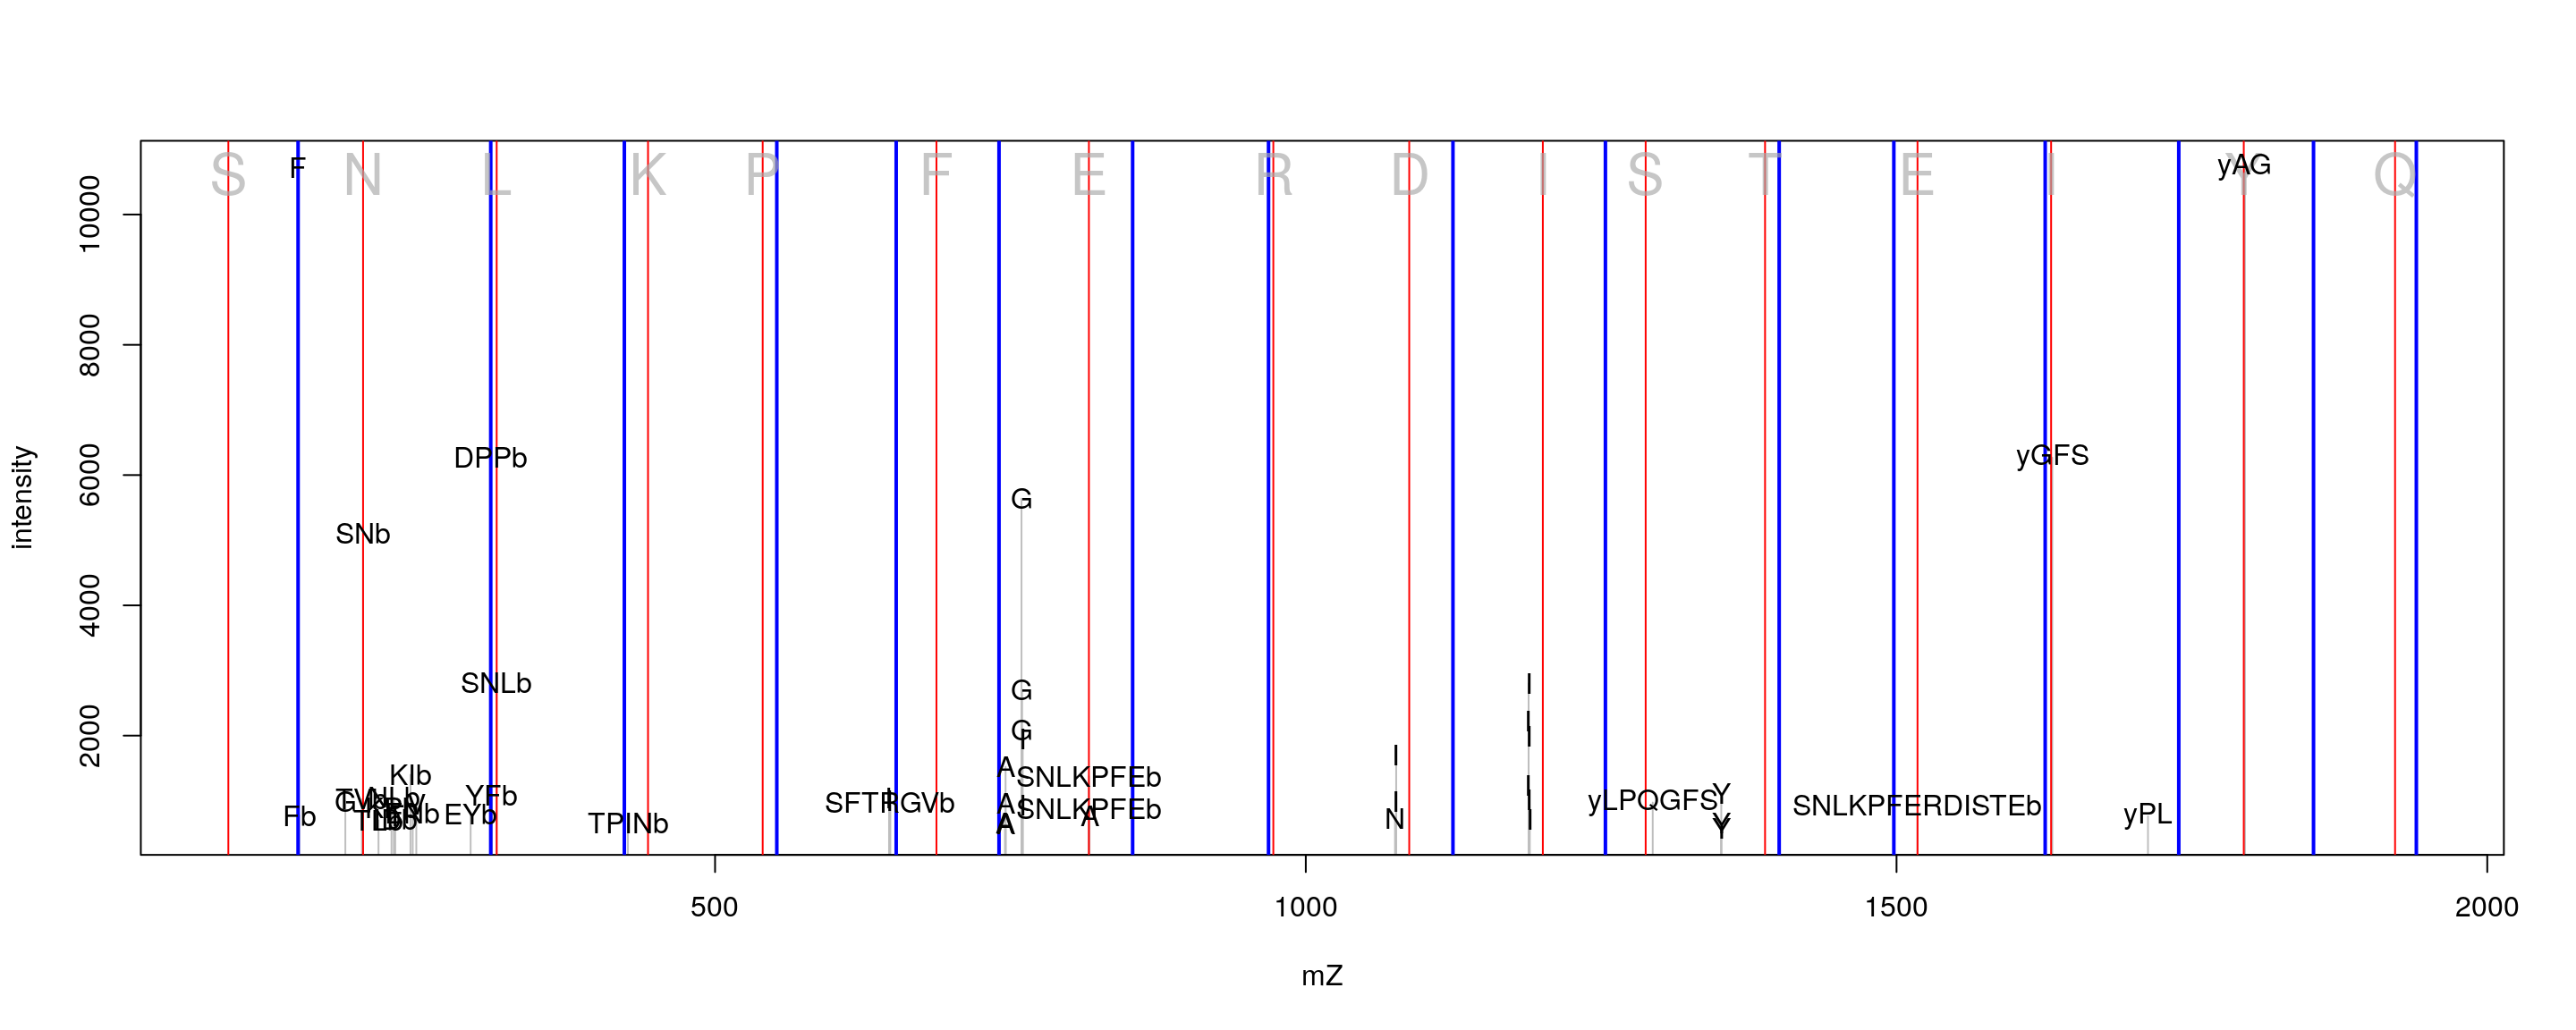 S N L K P F E R D I S T E I Y Q
F
yAG
DPPb
yGFS
G
SNb
SNLb
G
I
G
I
I
I
I
A
KIb
SNLKPFEb
YFb
A
SFTRGVb
yLPQGFS
Y
SNLKPFEb
SNLKPFERDISTEb
Fb
EYb
A
N
I
yPL
TPINb
A
Y
Y
10000
8000
6000
4000
2000
intensity
500 1000 1500 2000
mZ